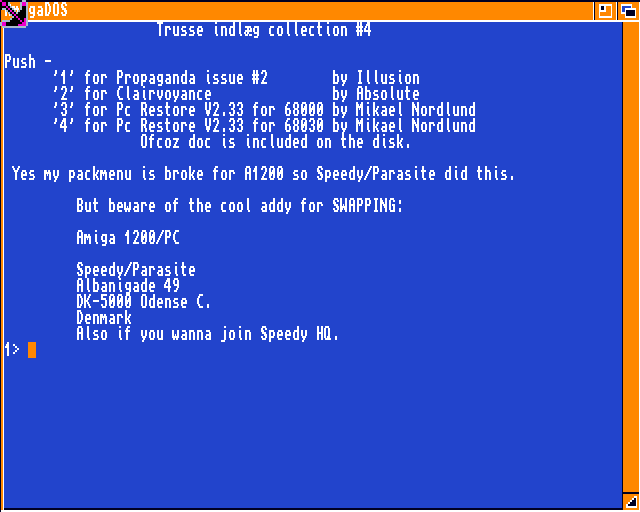 gaDOS
Trusse indlæg collection #4
Push -
'1' for Propaganda issue #2 by Illusion
'2' for Clairvoyance by Absolute
'3' for Pc Restore V2.33 for 68000 by Mikael Nordlund
'4' for Pc Restore V2.33 for 68030 by Mikael Nordlund
Ofcoz doc is included on the disk.
Yes my packmenu is broke for A1200 so Speedy/Parasite did this.
But beware of the cool addy for SWAPPING:
Amiga 1200/PC
Speedy/Parasite
Albanigade 49
DK-5000 Odense C.
Denmark
Also if you wanna join Speedy HQ.
1>